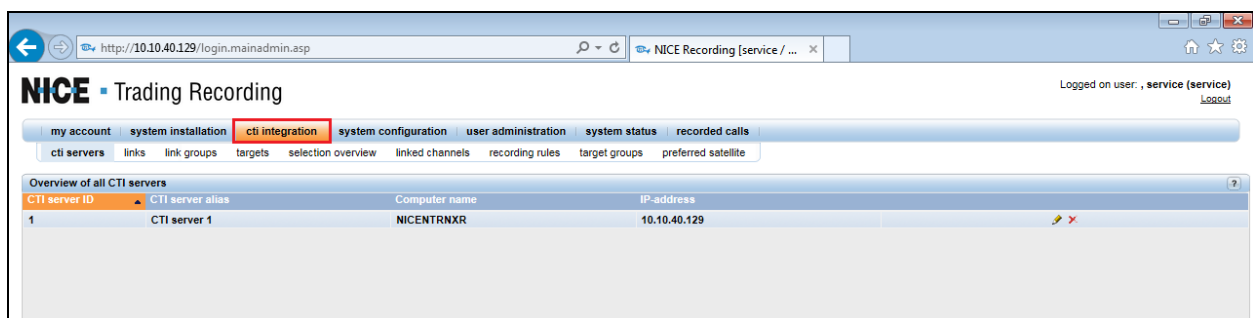 http://10.10.40.129/login.mainadmin.asp NICE Recording [service / ...
NICE Trading Recording
Logged on user: , service (service)
Logout
my account system installation cti integration system configuration user administration system status recorded calls
cti servers links link groups targets selection overview linked channels recording rules target groups preferred satellite
Overview of all CTI servers ?
CTI server ID CTI server alias Computer name IP-address
1 CTI server 1 NICENTRNXR 10.10.40.129